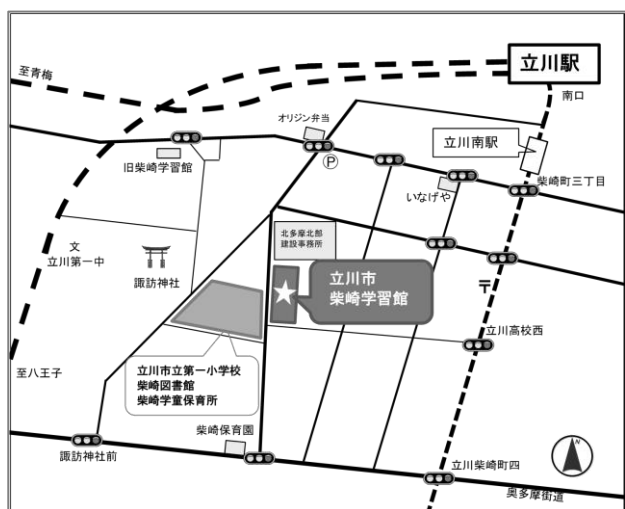 立川駅
至青梅
南口
オリジン弁当
立川南駅
Ⓟ
旧柴崎学習館
いなげや
柴崎町三丁目
北多摩北部
建設事務所
文
立川第一中
諏訪神社
立川市
柴崎学習館
〒
立川高校西
立川市立第一小学校
柴崎図書館
柴崎学童保育所
至八王子
柴崎保育園
諏訪神社前
N
立川柴崎町四
奥多摩街道